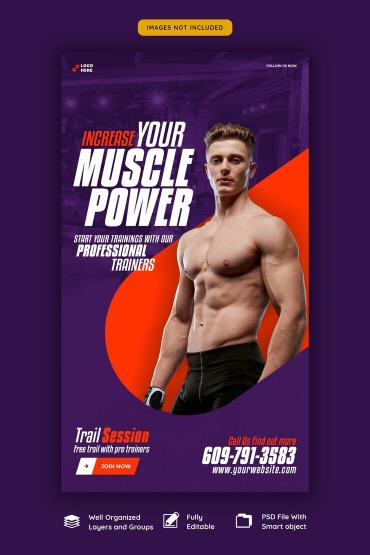 IMAGES NOT INCLUDED
LOGO
HERE
FOLLOW US NOW
INCREASE YOUR
MUSCLE
POWER
START YOUR TRAININGS WITH OUR
PROFESSIONAL
TRAINERS
Trail Session
Free trail with pro trainers
JOIN NOW
Call Us Find out more
609-791-3583
www.yourwebsite.com
Well Organized
Layers and Groups
Fully
Editable
PSD File With
Smart object